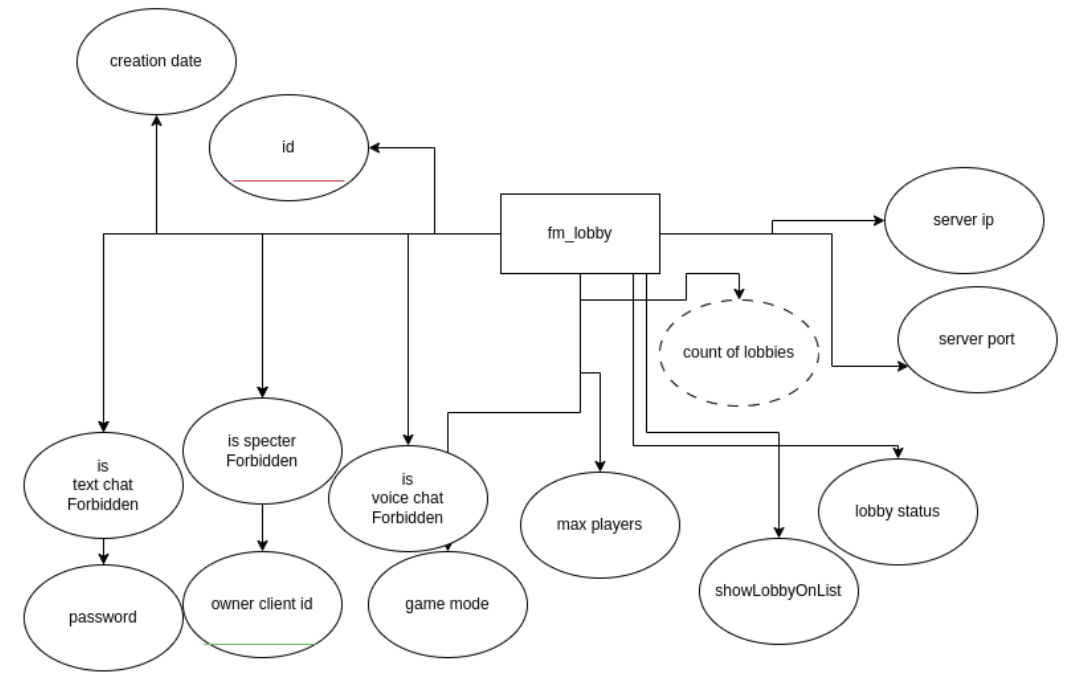 creation date
id
fm_lobby
server ip
server port
count of lobbies
is specter
Forbidden
is
text chat
Forbidden
is
voice chat
Forbidden
max players
lobby status
showLobbyOnList
password
owner client id
game mode